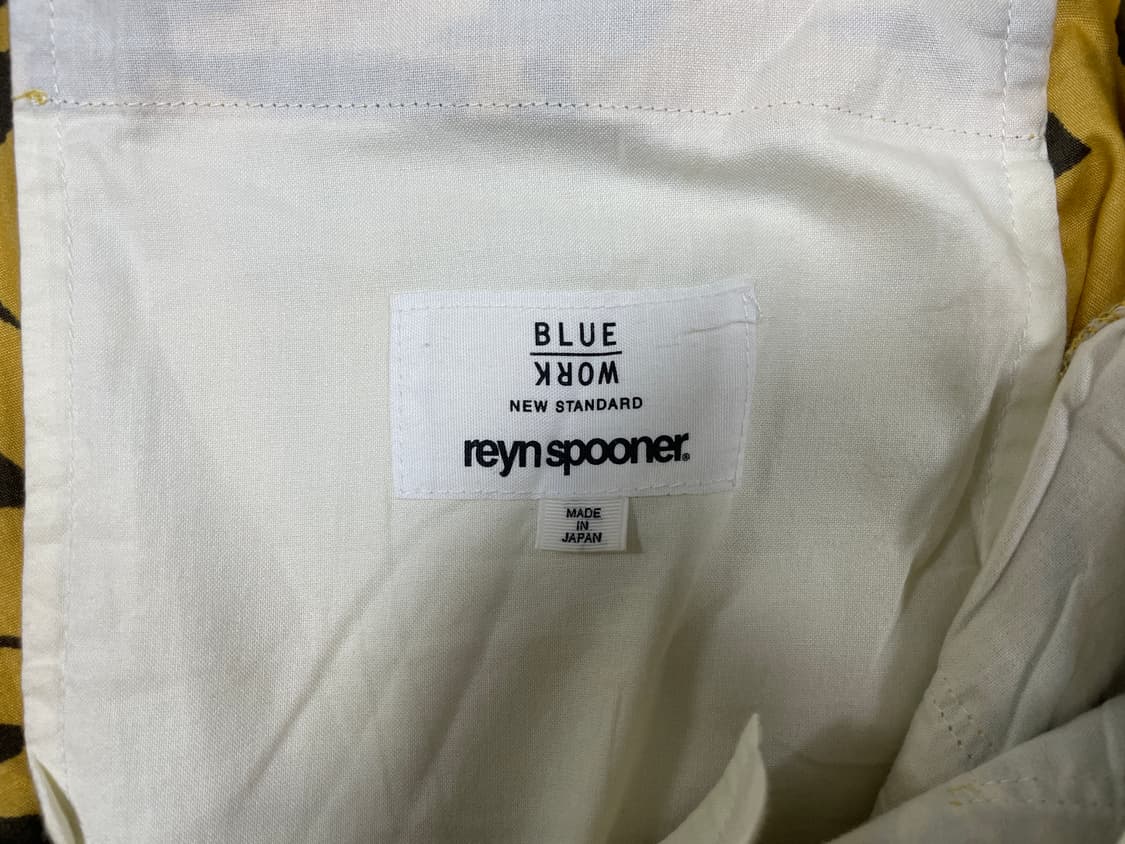 BLUE
WORK
NEW STANDARD
reyn spooner®
MADE
IN
JAPAN